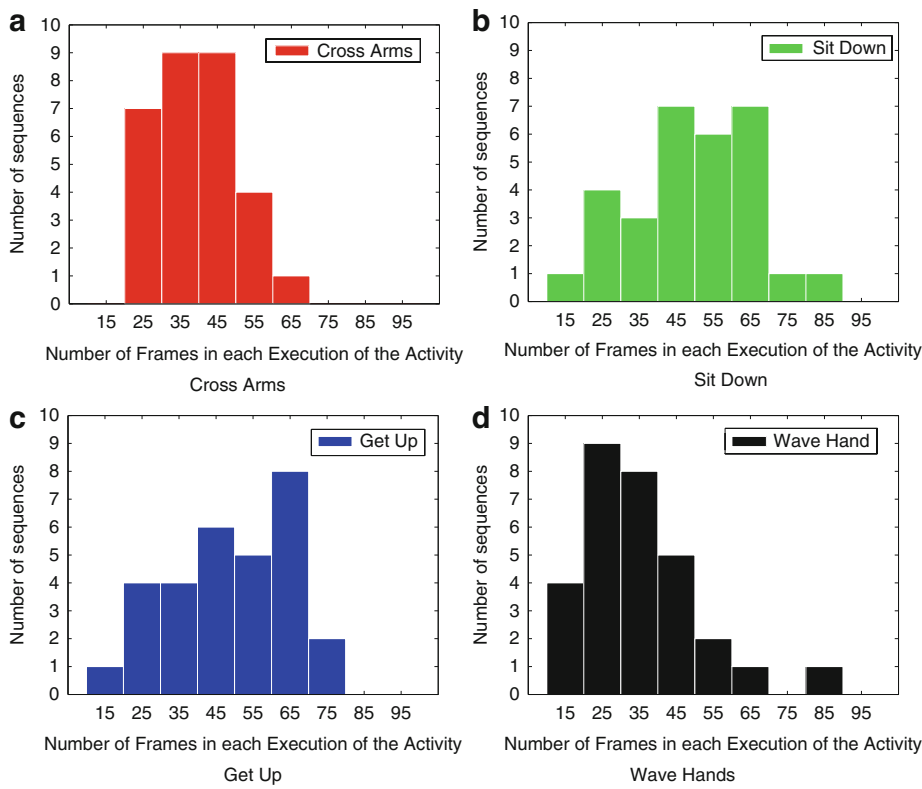 a
10
9
8
7
6
5
4
3
2
1
0
Number of sequences
Cross Arms
15 25 35 45 55 65 75 85 95
Number of Frames in each Execution of the Activity
Cross Arms
b
10
9
8
7
6
5
4
3
2
1
0
Number of sequences
Sit Down
15 25 35 45 55 65 75 85 95
Number of Frames in each Execution of the Activity
Sit Down
c
10
9
8
7
6
5
4
3
2
1
0
Number of sequences
Get Up
15 25 35 45 55 65 75 85 95
Number of Frames in each Execution of the Activity
Get Up
d
10
9
8
7
6
5
4
3
2
1
0
Number of sequences
Wave Hand
15 25 35 45 55 65 75 85 95
Number of Frames in each Execution of the Activity
Wave Hands